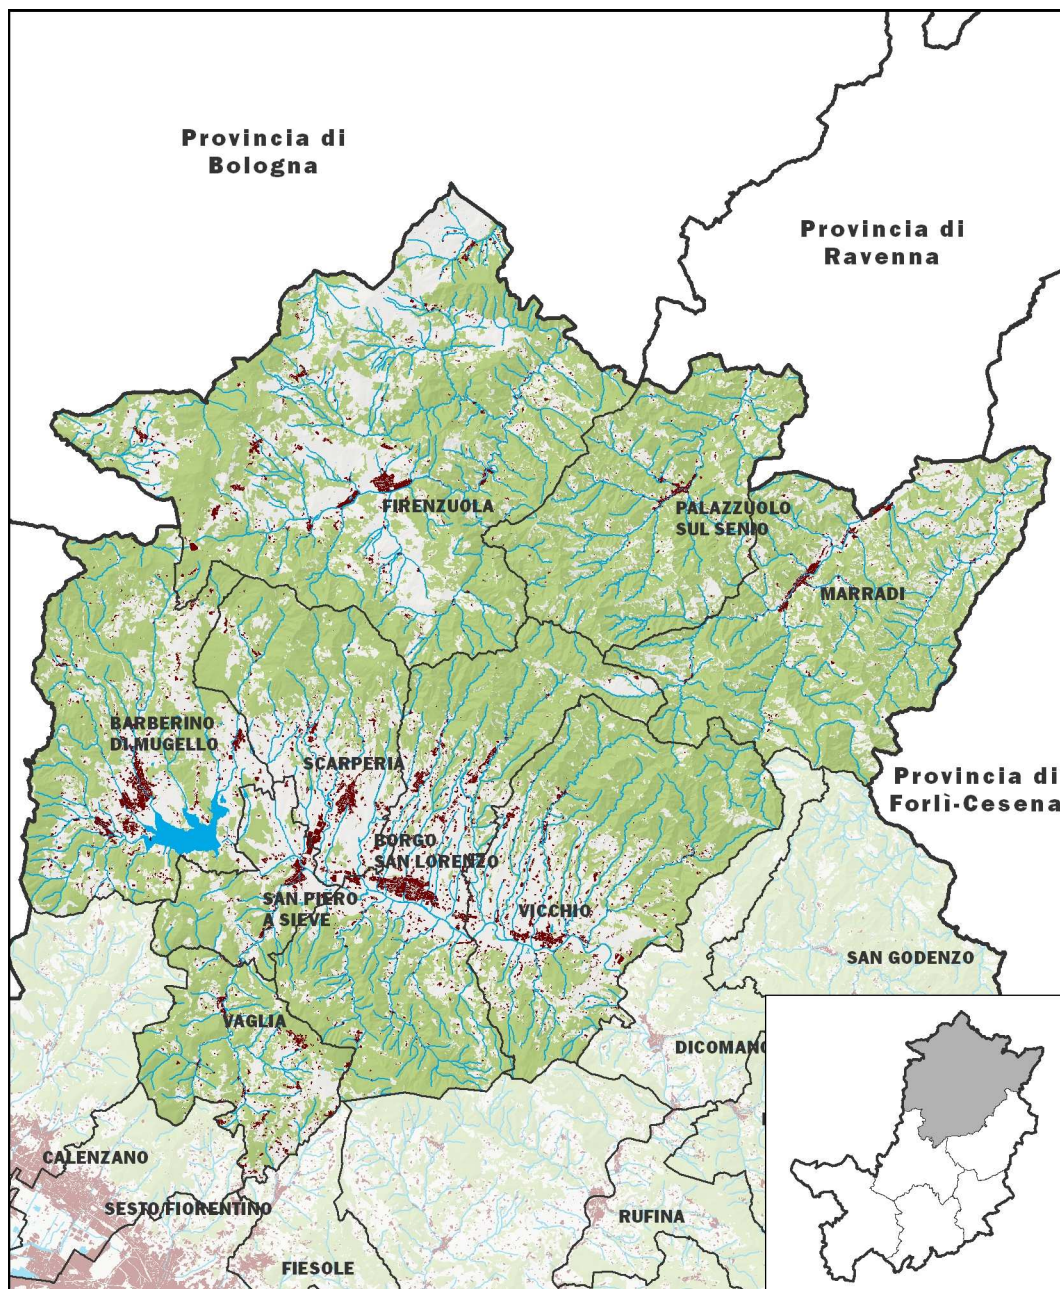 Provincia di
Bologna
Provincia di
Ravenna
FIRENZUOLA
PALAZZUOLO
SUL SENIO
MARRADI
BARBERINO
DI MUGELLO
SCARPERIA
Provincia di
Forlì-Cesena
BORGO
SAN LORENZO
SAN PIERO
A SIEVE
VICCHIO
SAN GODENZO
VAGLIA
DICOMANO
CALENZANO
SESTO FIORENTINO
RUFINA
FIESOLE